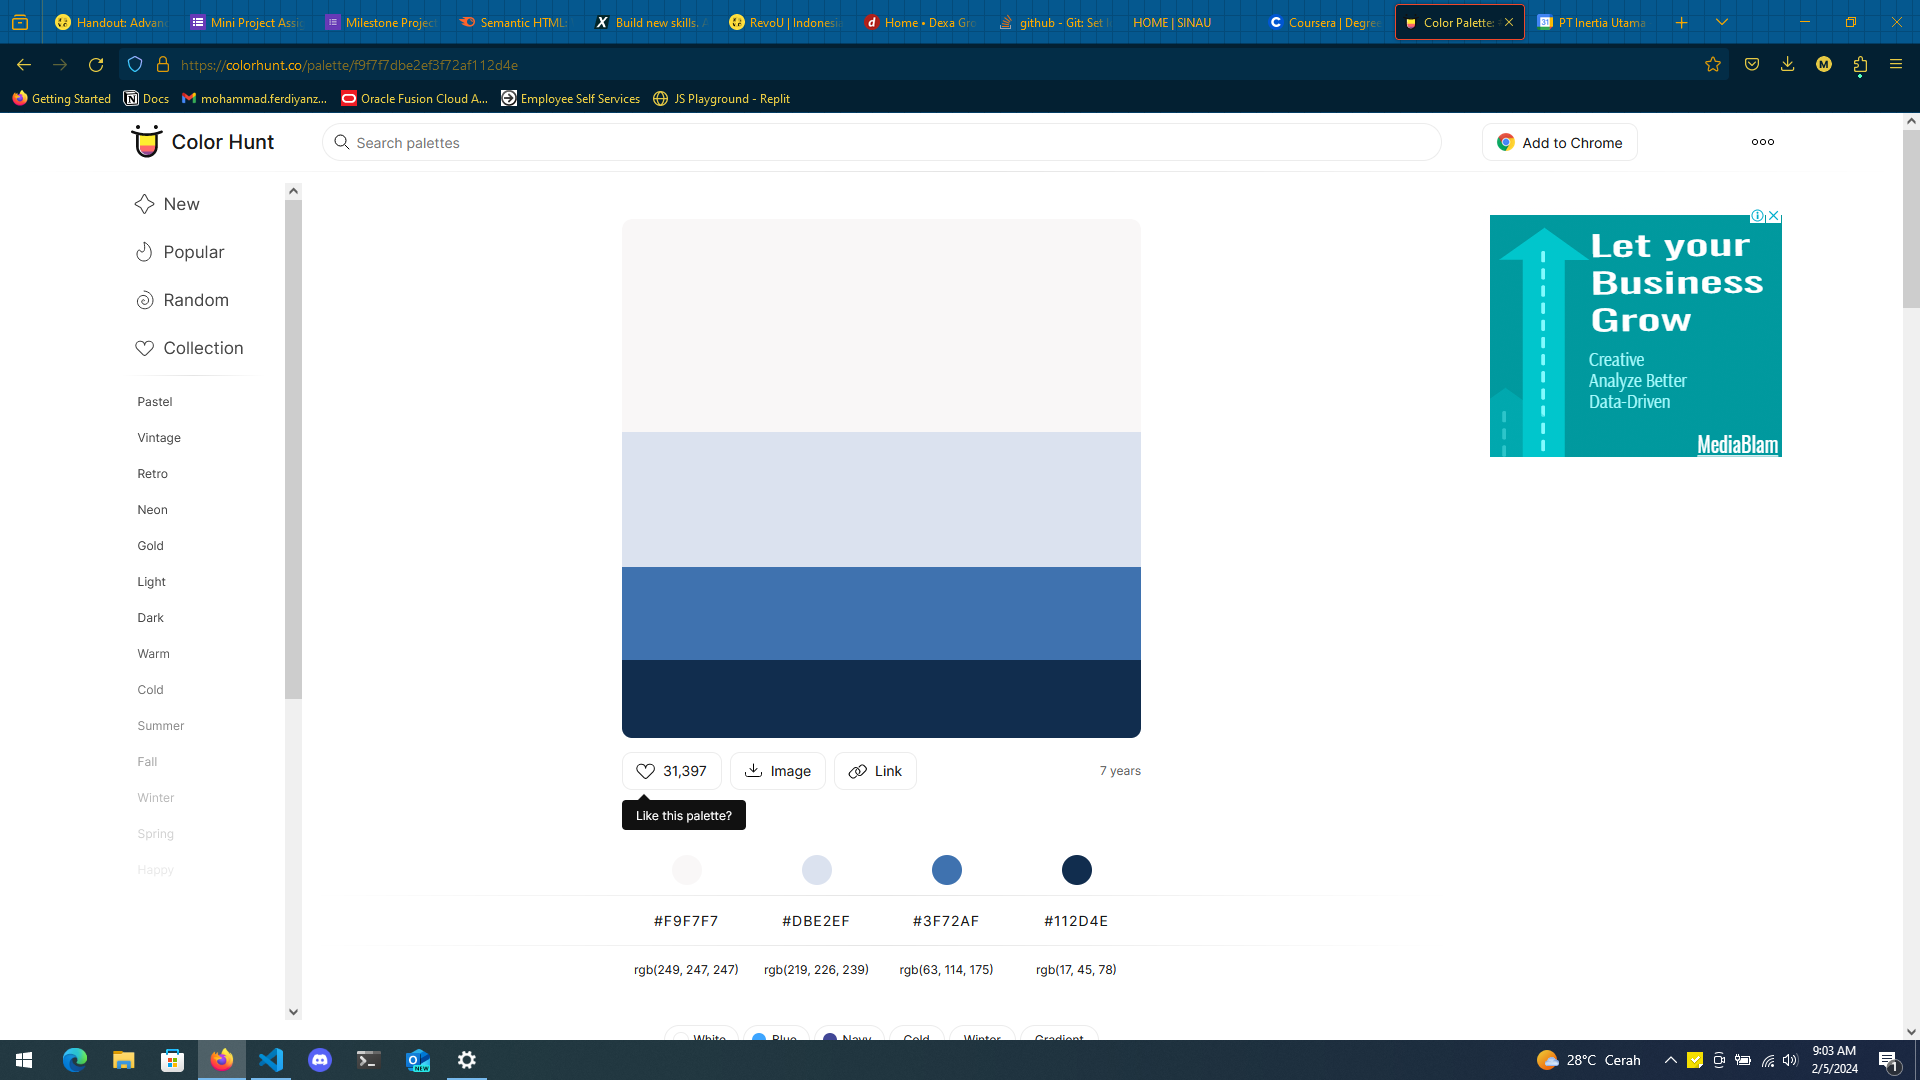 Handout: Advanc
Mini Project Assig
Milestone Project
Semantic HTML:
Build new skills. A
RevoU | Indonesia
Home • Dexa Gro
github - Git: Set l
HOME | SINAU
Coursera | Degree
Color Palette:
PT Inertia Utama
https://colorhunt.co/palette/f9f7f7dbe2ef3f72af112d4e
M
Getting Started
Docs
mohammad.ferdiyanz...
Oracle Fusion Cloud A...
Employee Self Services
JS Playground - Replit
Color Hunt
Search palettes
Add to Chrome
New
Popular
Random
Collection
Pastel
Vintage
Retro
Neon
Gold
Light
Dark
Warm
Cold
Summer
Fall
Winter
Spring
Happy
Let your
Business
Grow
Creative
Analyze Better
Data-Driven
MediaBlam
31,397
Image
Link
7 years
Like this palette?
#F9F7F7 #DBE2EF #3F72AF #112D4E
rgb(249, 247, 247) rgb(219, 226, 239) rgb(63, 114, 175) rgb(17, 45, 78)
White Blue Navy Cold Winter Gradient
28°C Cerah
9:03 AM
2/5/2024
1